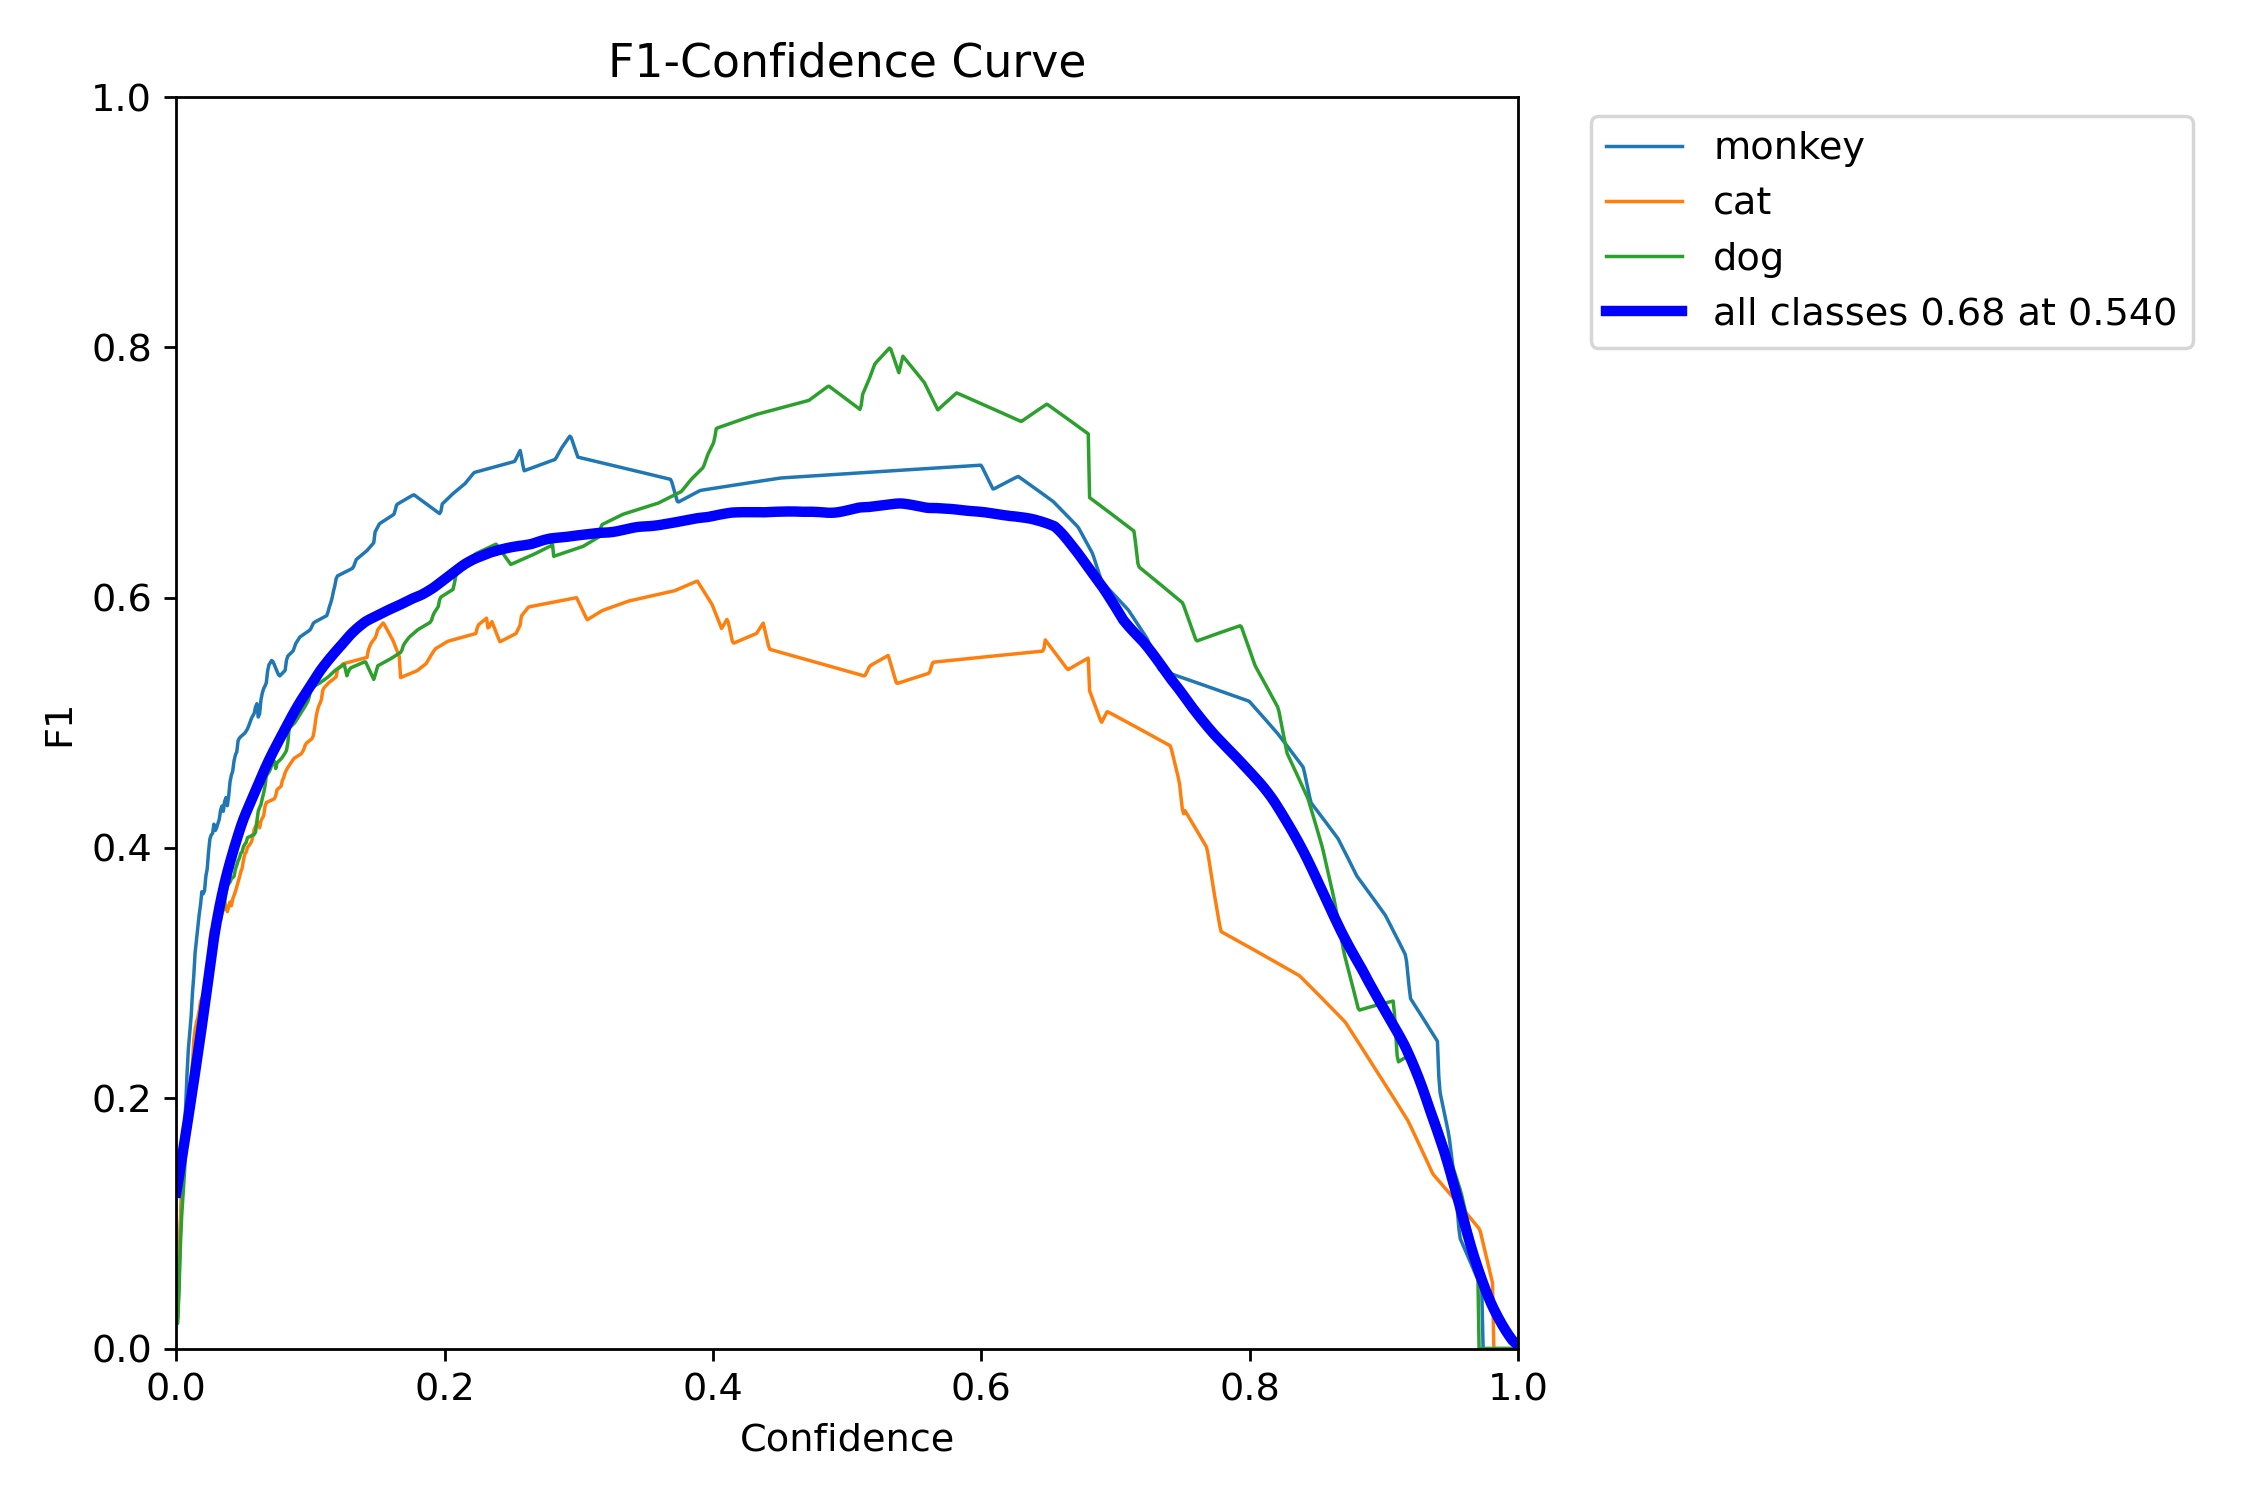 F1-Confidence Curve
1.0
0.8
0.6
0.4
0.2
0.0
F1
0.0 0.2 0.4 0.6 0.8 1.0
Confidence
monkey
cat
dog
all classes 0.68 at 0.540